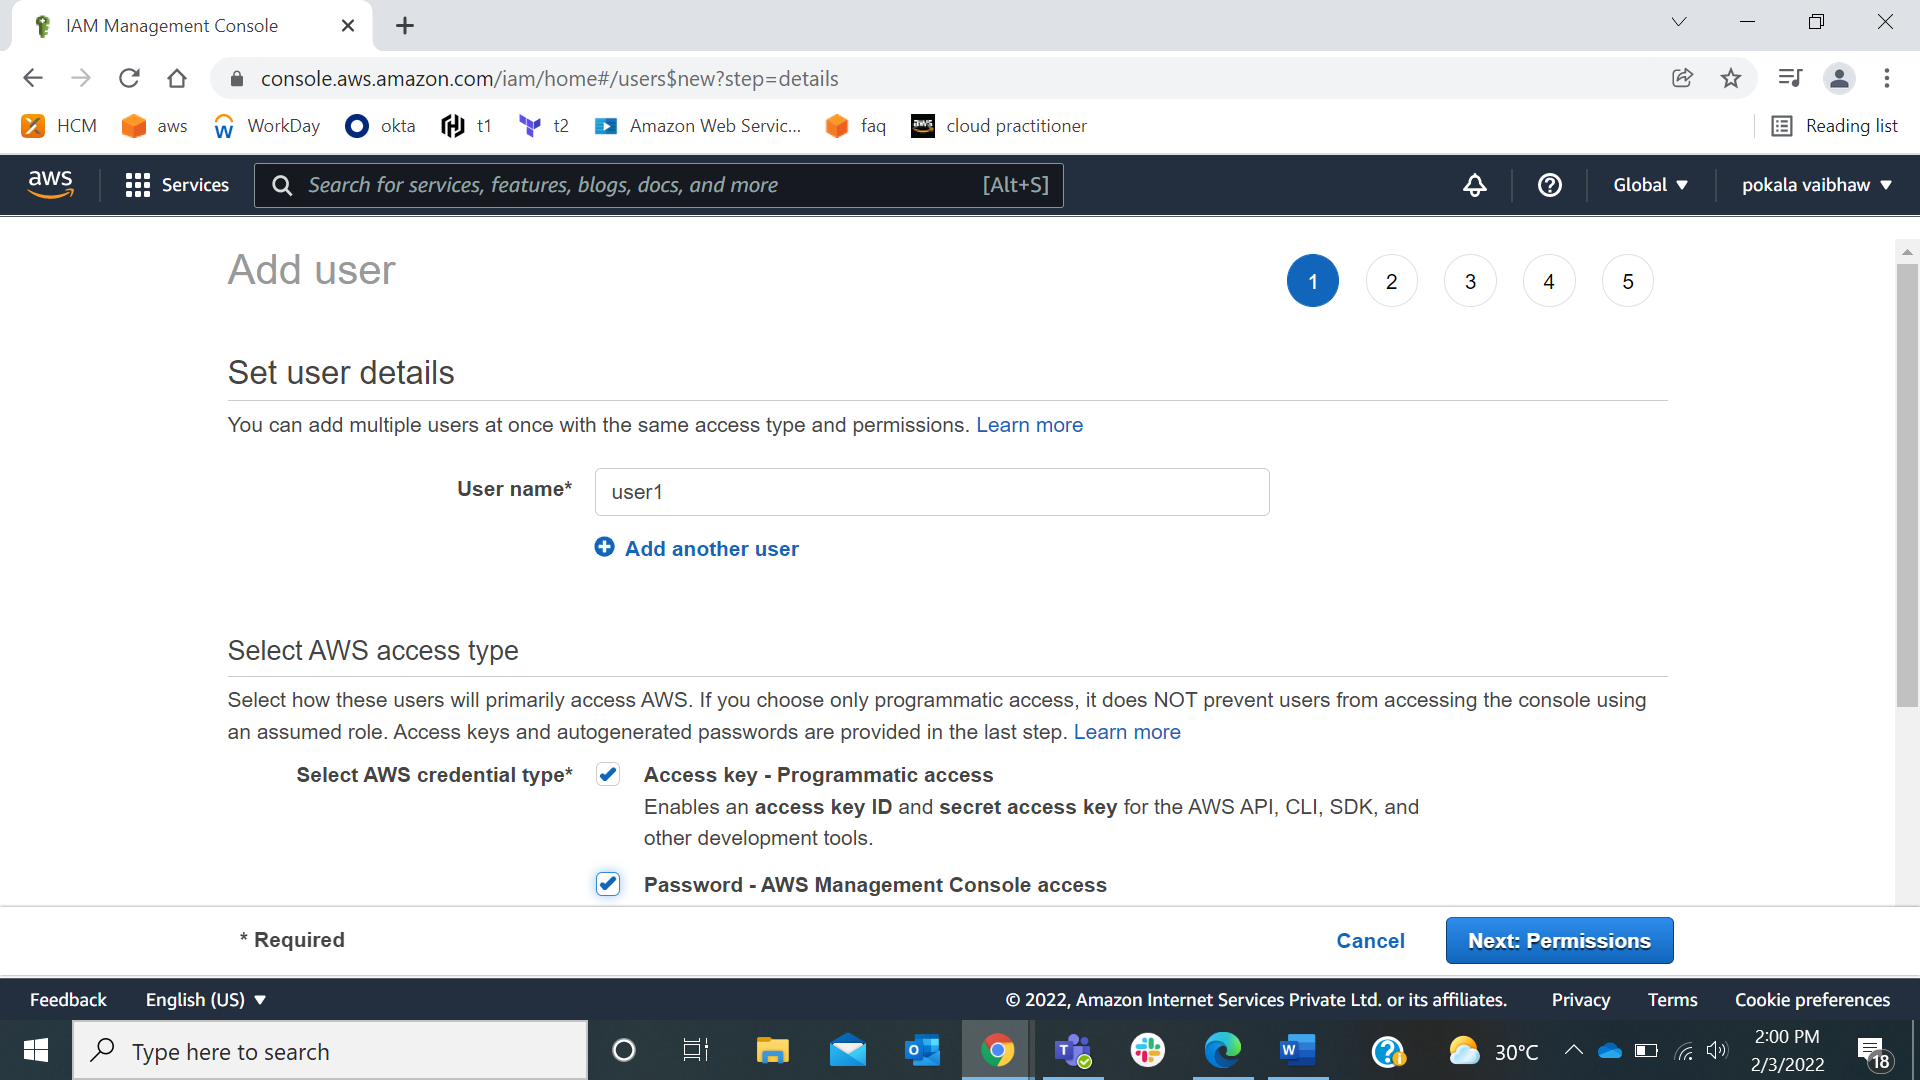 IAM Management Console
console.aws.amazon.com/iam/home#/users$new?step=details
HCM aws WorkDay okta t1 t2 Amazon Web Servic... faq aws cloud practitioner Reading list
aws Services Search for services, features, blogs, docs, and more [Alt+S] Global pokala vaibhaw
Add user 1 2 3 4 5
Set user details
You can add multiple users at once with the same access type and permissions. Learn more
User name* user1
Add another user
Select AWS access type
Select how these users will primarily access AWS. If you choose only programmatic access, it does NOT prevent users from accessing the console using
an assumed role. Access keys and autogenerated passwords are provided in the last step. Learn more
Select AWS credential type* Access key - Programmatic access
Enables an access key ID and secret access key for the AWS API, CLI, SDK, and
other development tools.
Password - AWS Management Console access
* Required Cancel Next: Permissions
Feedback English (US) © 2022, Amazon Internet Services Private Ltd. or its affiliates. Privacy Terms Cookie preferences
Type here to search 30°C 2:00 PM
2/3/2022 18